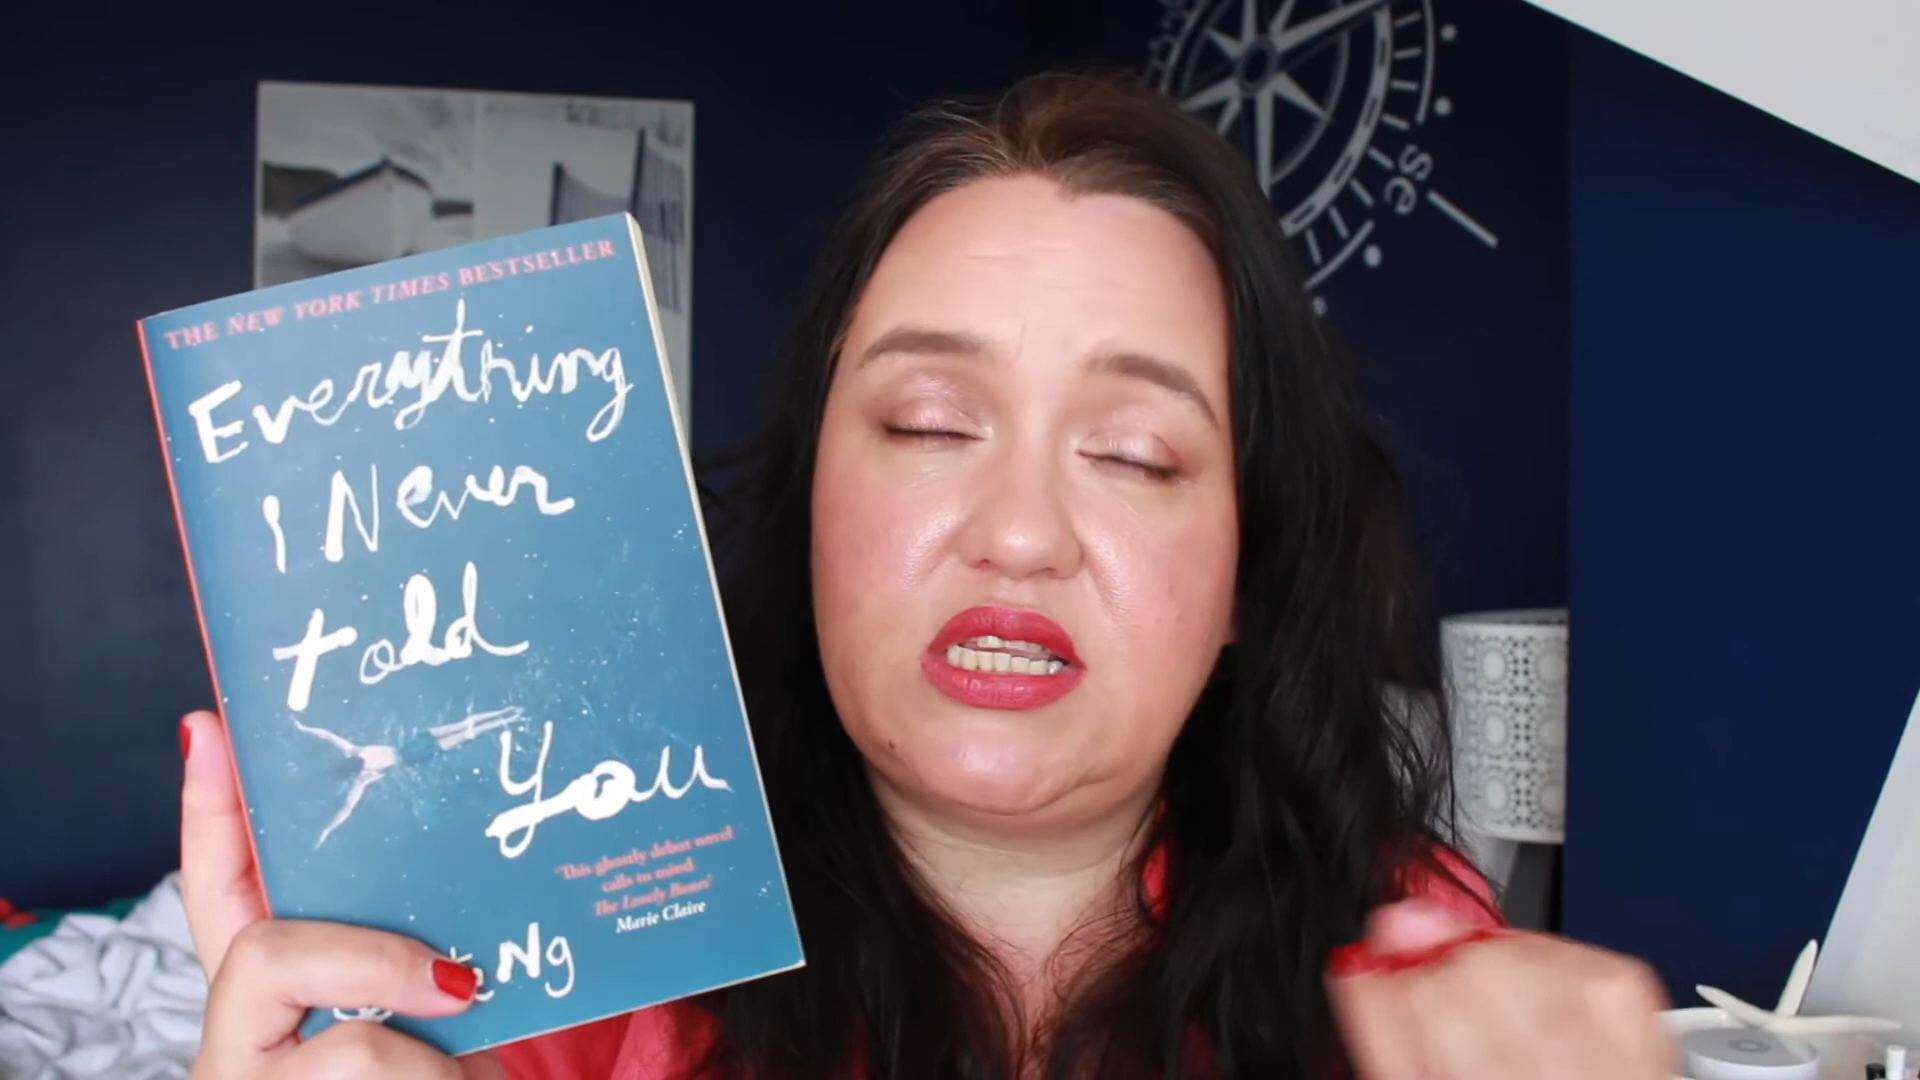 THE NEW YORK TIMES BESTSELLER
Everything
I Never
told
You
'This ghostly debut novel
calls to mind
The Lovely Bones'
Marie Claire
Ng
se